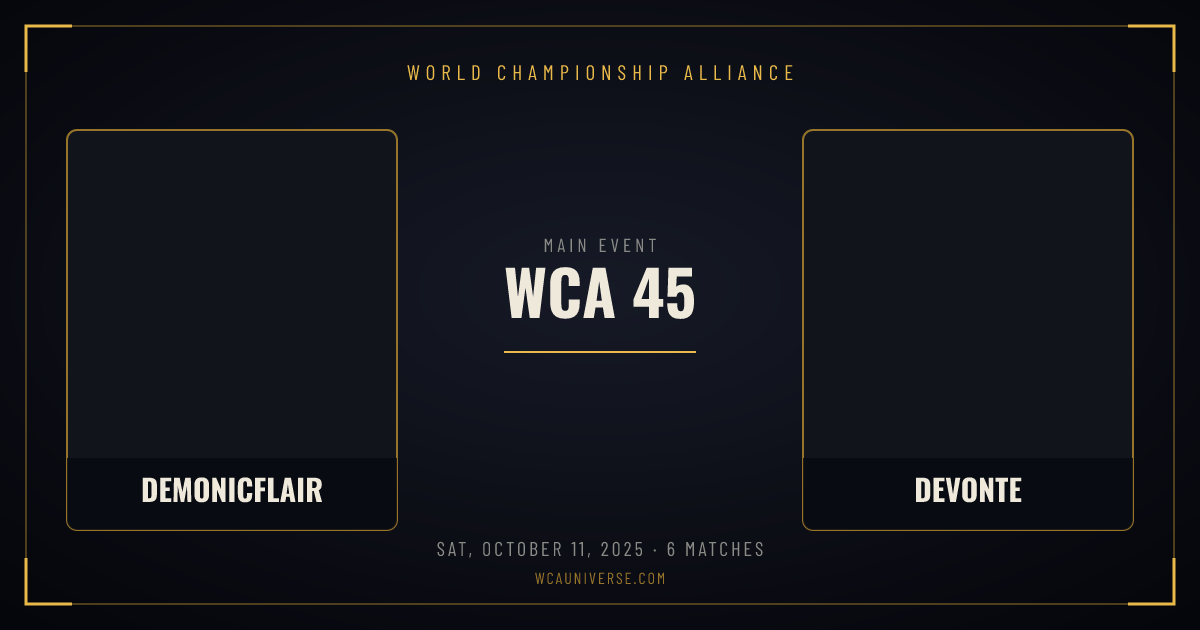 WORLD CHAMPIONSHIP ALLIANCE
MAIN EVENT
WCA 45
DEMONICFLAIR
DEVONTE
SAT, OCTOBER 11, 2025 · 6 MATCHES
WCAUNIVERSE.COM